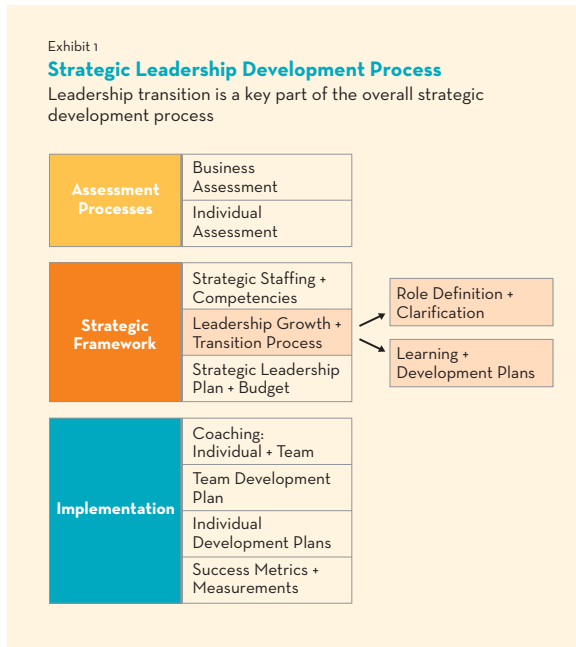 Exhibit 1
Strategic Leadership Development Process
Leadership transition is a key part of the overall strategic
development process
Assessment
Processes
Business
Assessment
Individual
Assessment
Strategic
Framework
Strategic Staffing +
Competencies
Leadership Growth +
Transition Process
Strategic Leadership
Plan + Budget
Role Definition +
Clarification
Learning +
Development Plans
Implementation
Coaching:
Individual + Team
Team Development
Plan
Individual
Development Plans
Success Metrics +
Measurements